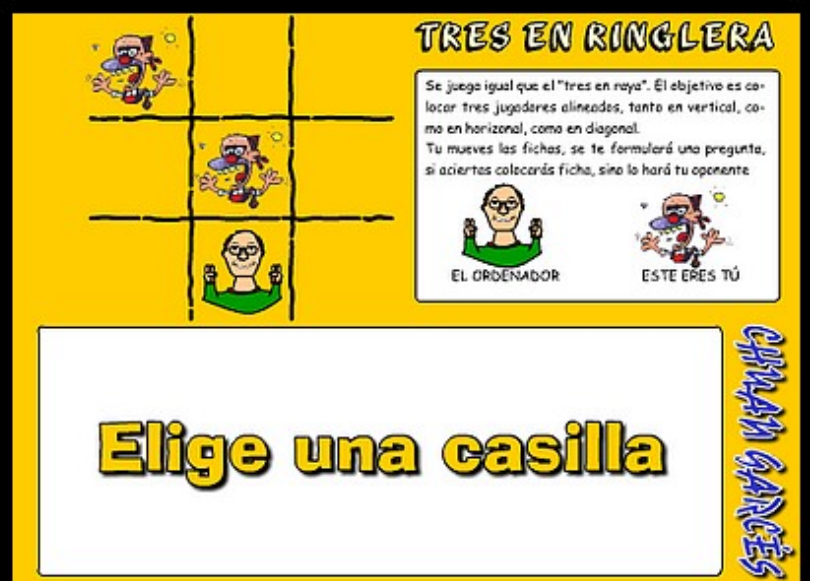 TRES EN RINGLERA
Se juega igual que el "tres en raya". El objetivo es co-
locar tres jugadores alineados, tanto en vertical, co-
mo en horizonal, como en diagonal.
Tu mueves las fichas, se te formulará una pregunta,
si aciertas colocarás ficha, sino lo hará tu oponente
EL ORDENADOR
ESTE ERES TÚ
Elige una casilla
CHUAN GARCÉS